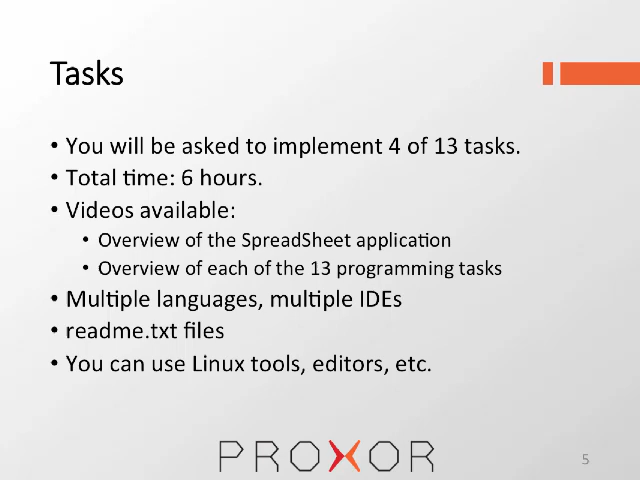 Tasks
• You will be asked to implement 4 of 13 tasks.
• Total time: 6 hours.
• Videos available:
• Overview of the SpreadSheet application
• Overview of each of the 13 programming tasks
• Multiple languages, multiple IDEs
• readme.txt files
• You can use Linux tools, editors, etc.
PROXOR
5